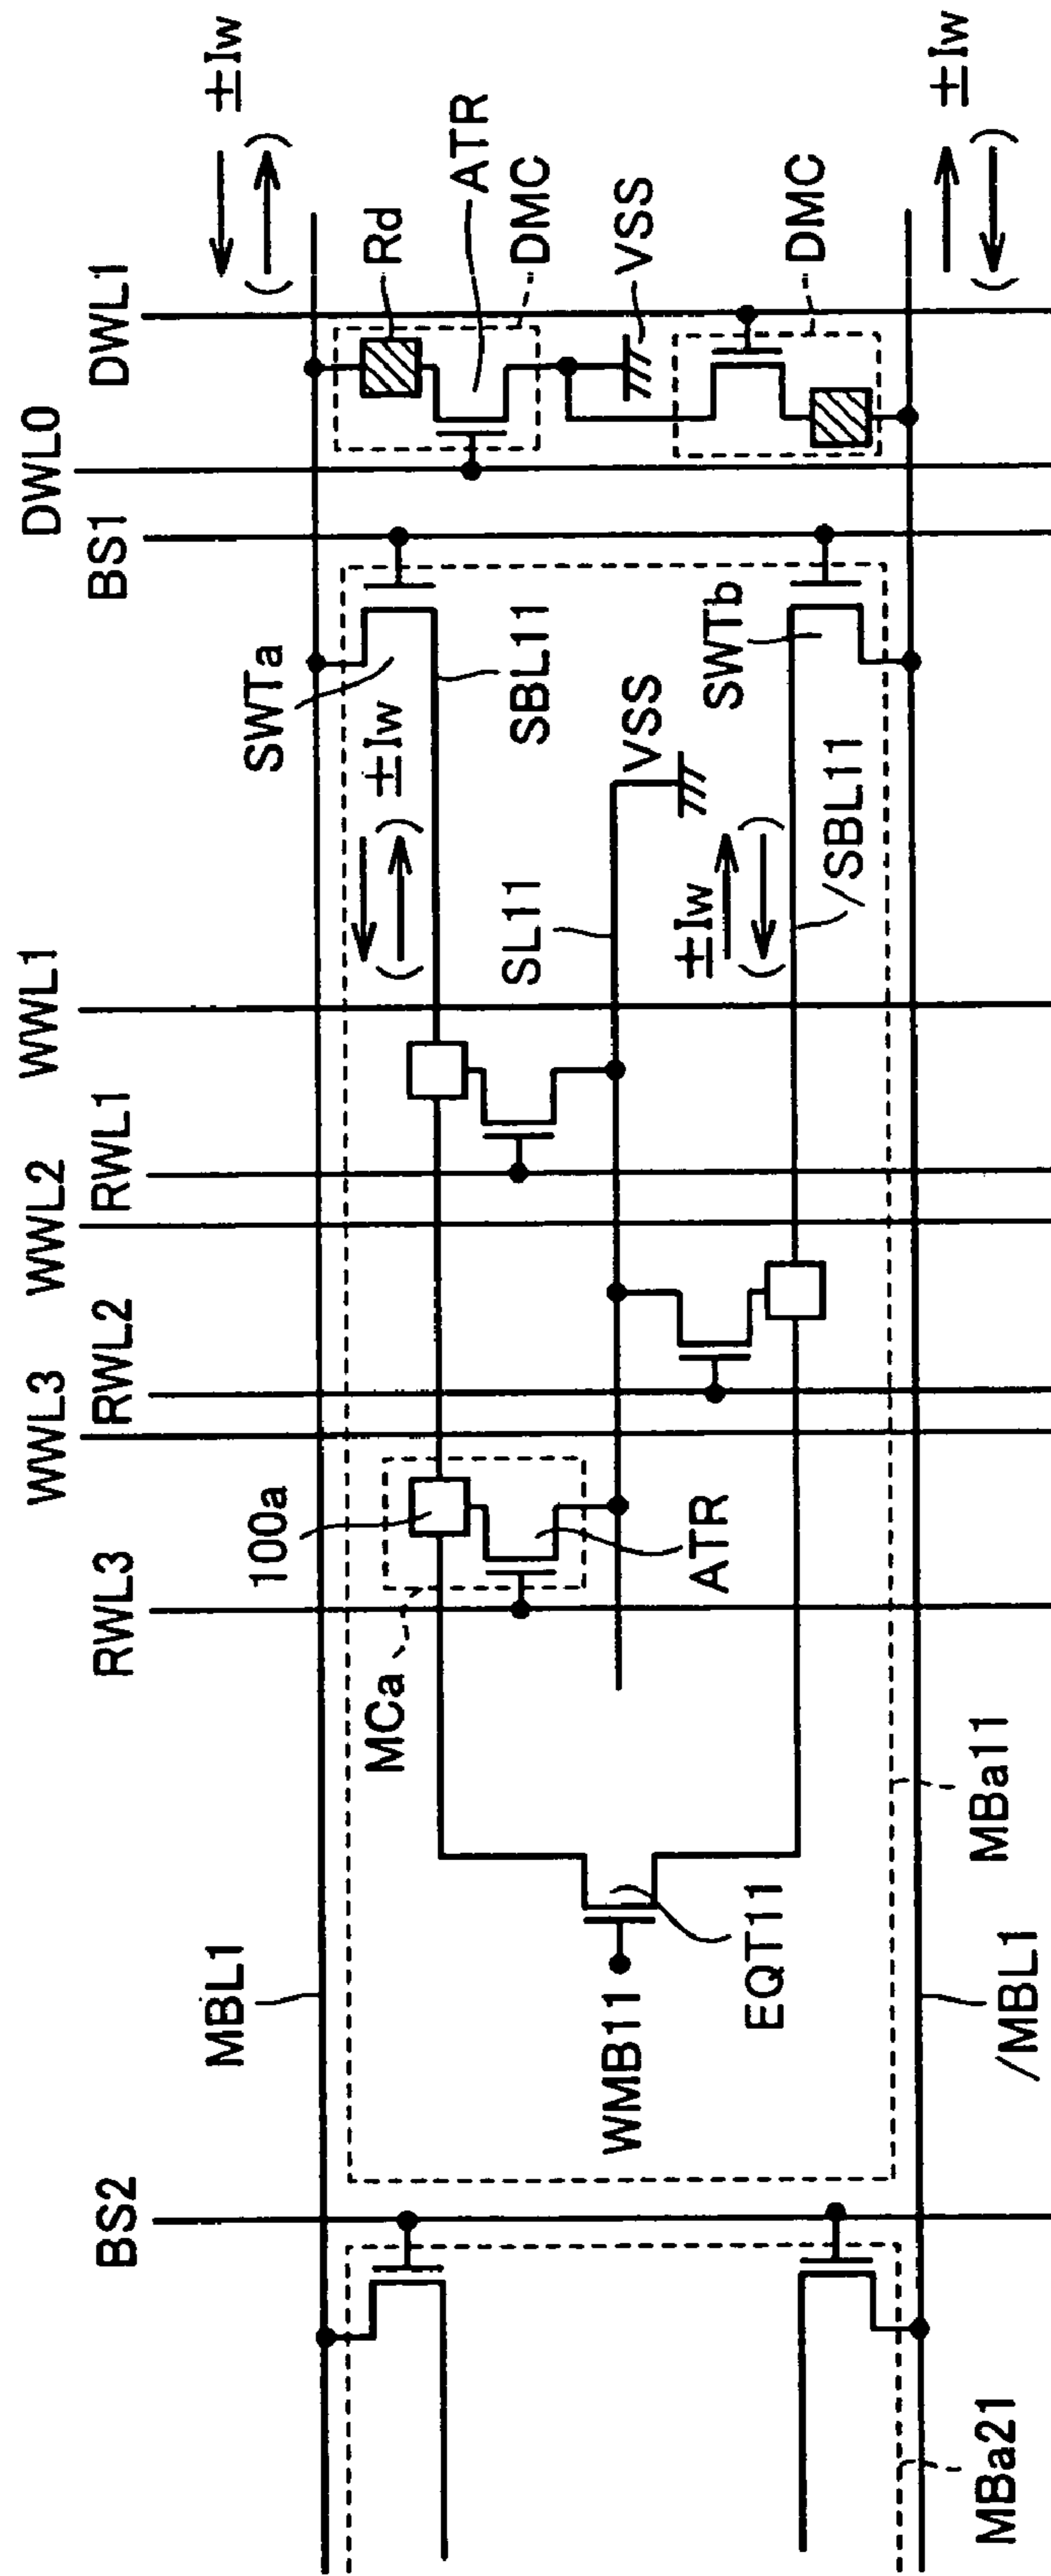 ±Iw
±Iw
ATR
DMC
Rd
VSS
DMC
DWL1
DWL0
BS1
SWTa
±Iw
SBL11
VSS
SWTb
SL11
±Iw
/SBL11
WWL1
RWL1
WWL2
RWL2
WWL3
100a
RWL3
ATR
MCa
MBa11
EQT11
MBL1
WMB11
/MBL1
BS2
MBa21